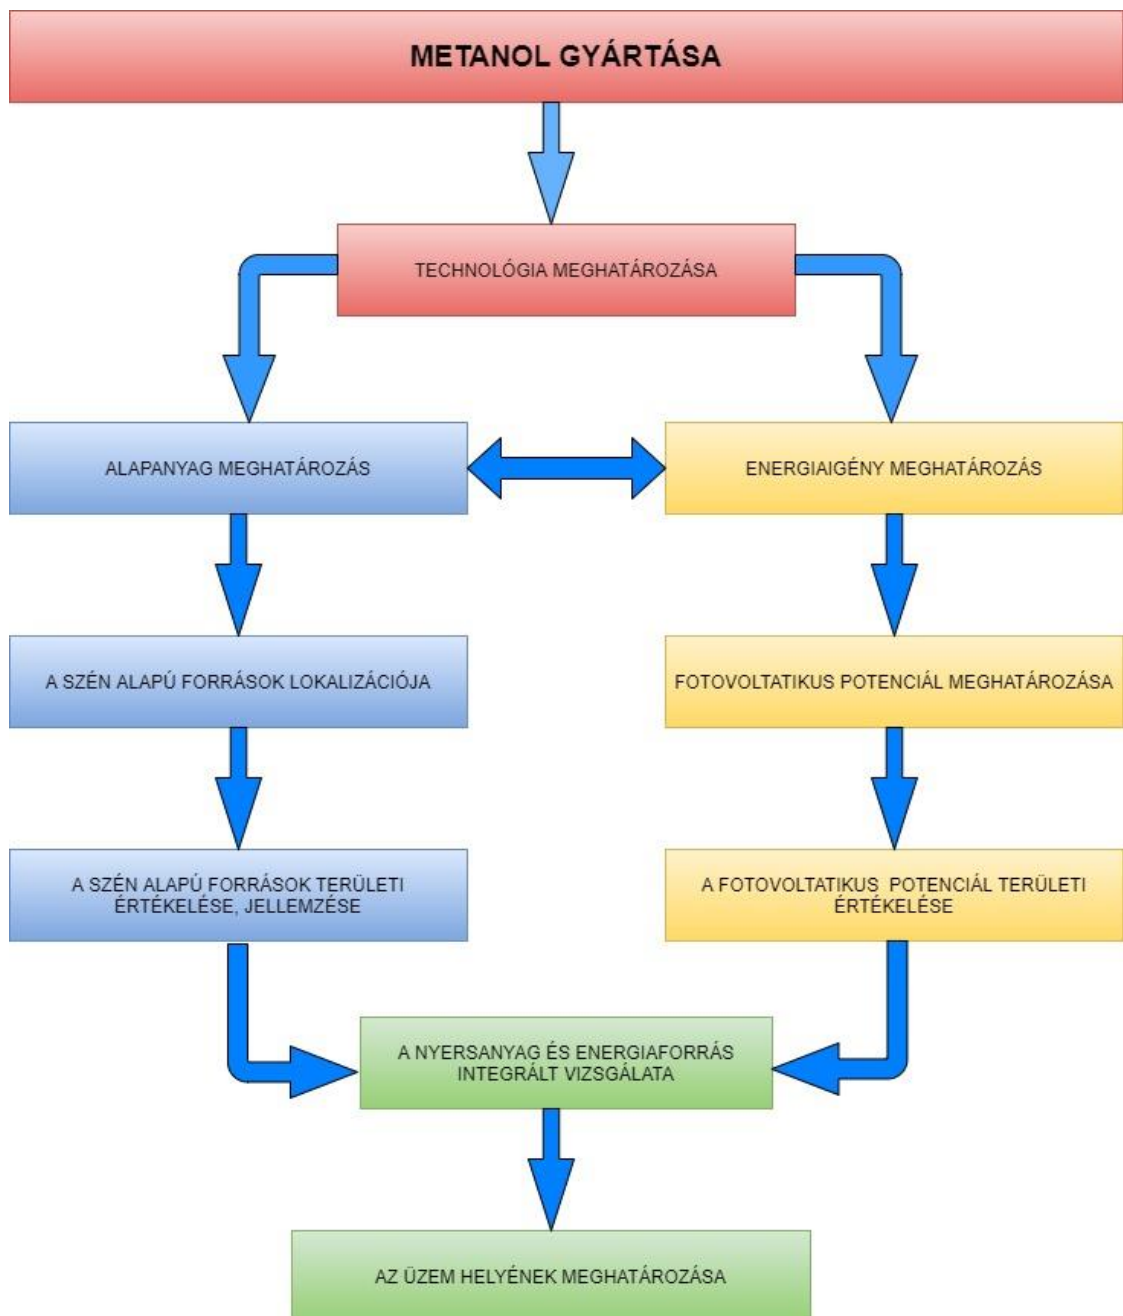 METANOL GYÁRTÁSA
TECHNOLÓGIA MEGHATÁROZÁSA
ALAPANYAG MEGHATÁROZÁS
ENERGIAIGÉNY MEGHATÁROZÁS
A SZÉN ALAPÚ FORRÁSOK LOKALIZÁCIÓJA
FOTOVOLTATIKUS POTENCIÁL MEGHATÁROZÁSA
A SZÉN ALAPÚ FORRÁSOK TERÜLETI
ÉRTÉKELÉSE, JELLEMZÉSE
A FOTOVOLTATIKUS POTENCIÁL TERÜLETI
ÉRTÉKELÉSE
A NYERSANYAG ÉS ENERGIAFORRÁS
INTEGRÁLT VIZSGÁLATA
AZ ÜZEM HELYÉNEK MEGHATÁROZÁSA